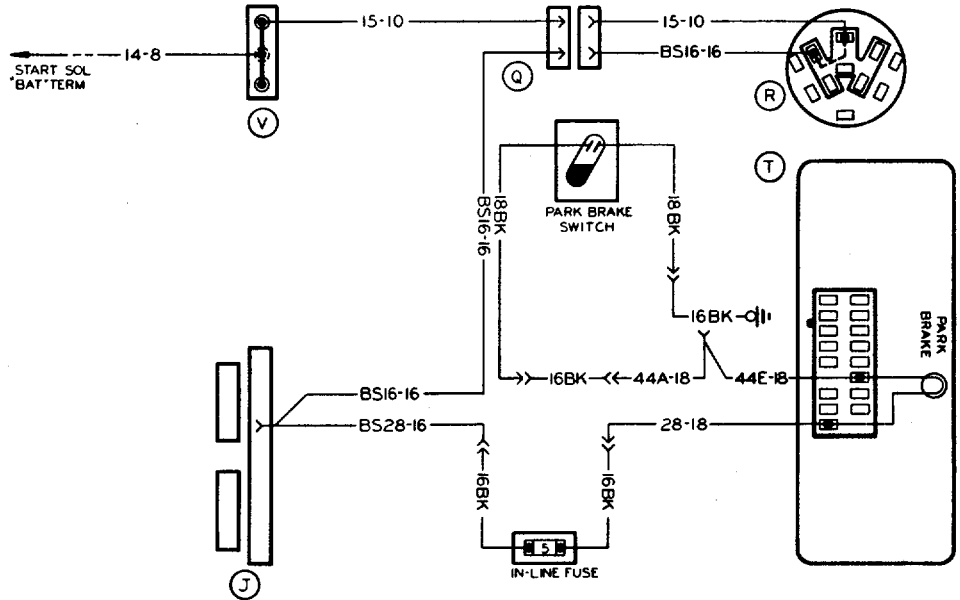 15-10
15-10
14-8
BS16-16
START SOL
"BAT" TERM
Q
R
V
T
PARK BRAKE
SWITCH
BS16-16
18BK
18BK
16BK
PARK
BRAKE
16BK
44A-18
44E-18
BS16-16
BS28-16
28-18
16BK
16BK
5
IN-LINE FUSE
J